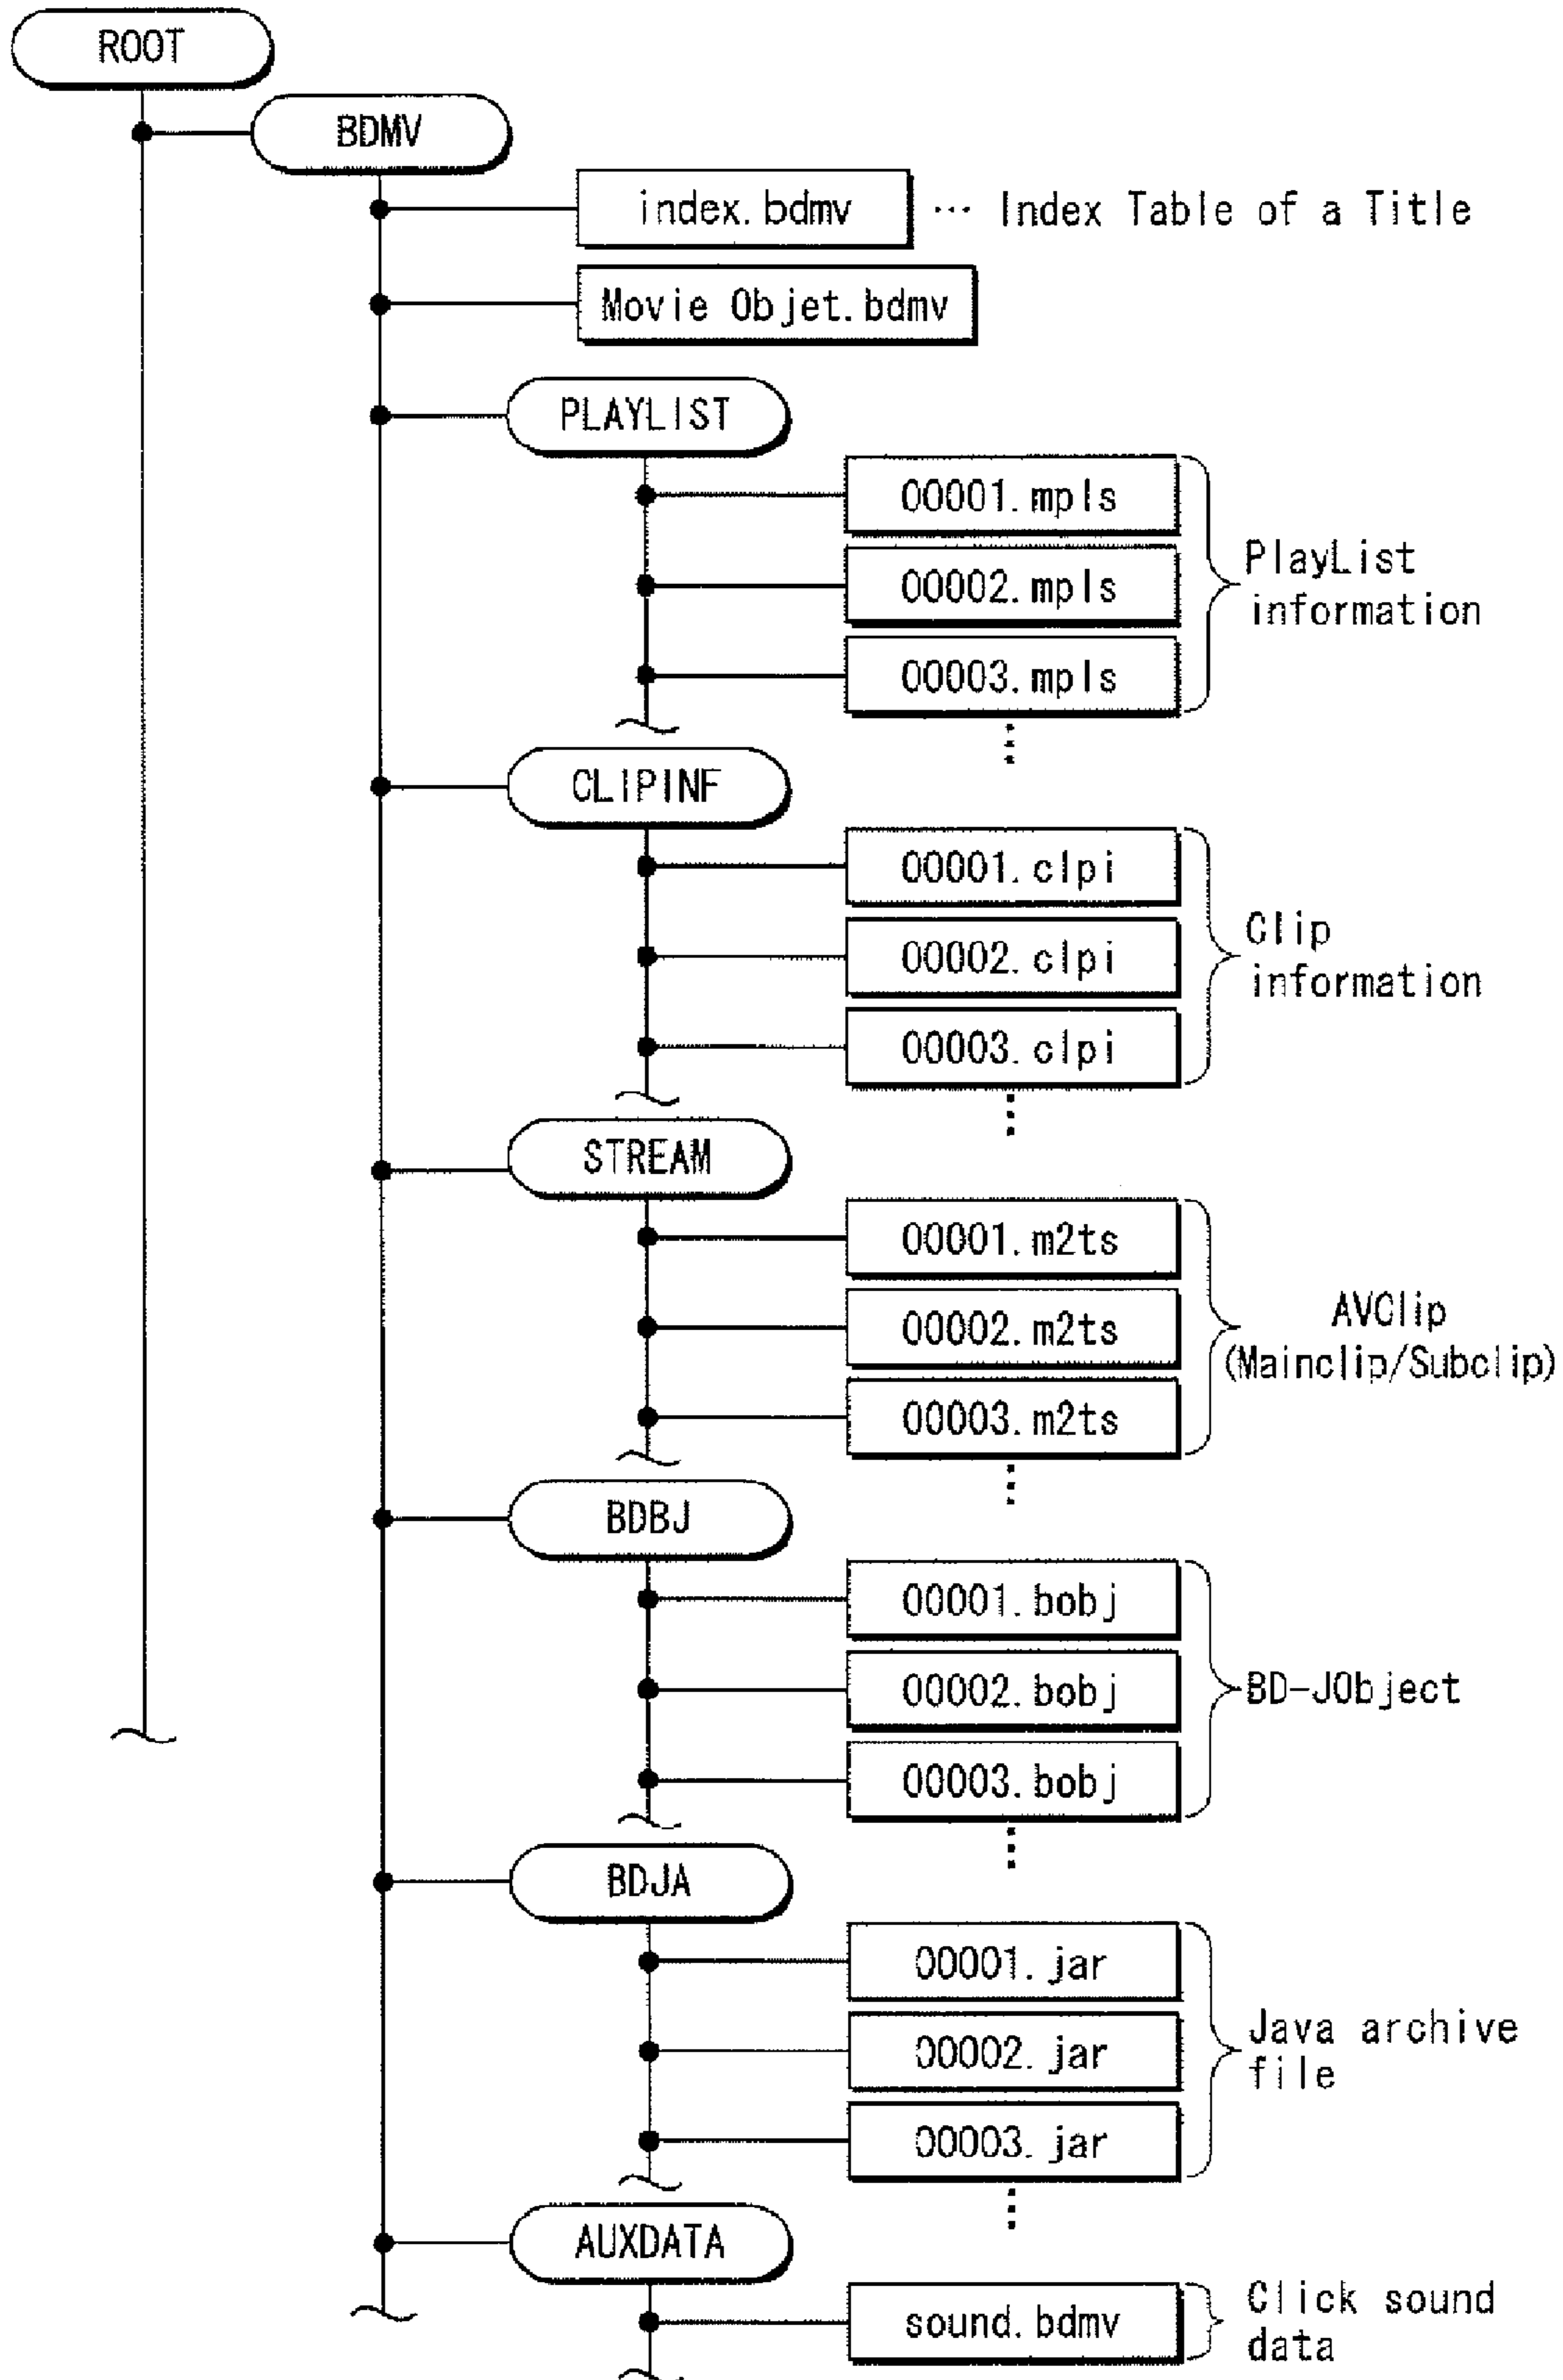 ROOT
BDMV
index.bdmv ... Index Table of a Title
Movie Objet.bdmv
PLAYLIST
00001.mpls
00002.mpls
00003.mpls
PlayList
information
CLIPINF
00001.clpi
00002.clpi
00003.clpi
Clip
information
STREAM
00001.m2ts
00002.m2ts
00003.m2ts
AVClip
(Mainclip/Subclip)
BDBJ
00001.bobj
00002.bobj
00003.bobj
BD-JObject
BDJA
00001.jar
00002.jar
00003.jar
Java archive
file
AUXDATA
sound.bdmv
Click sound
data